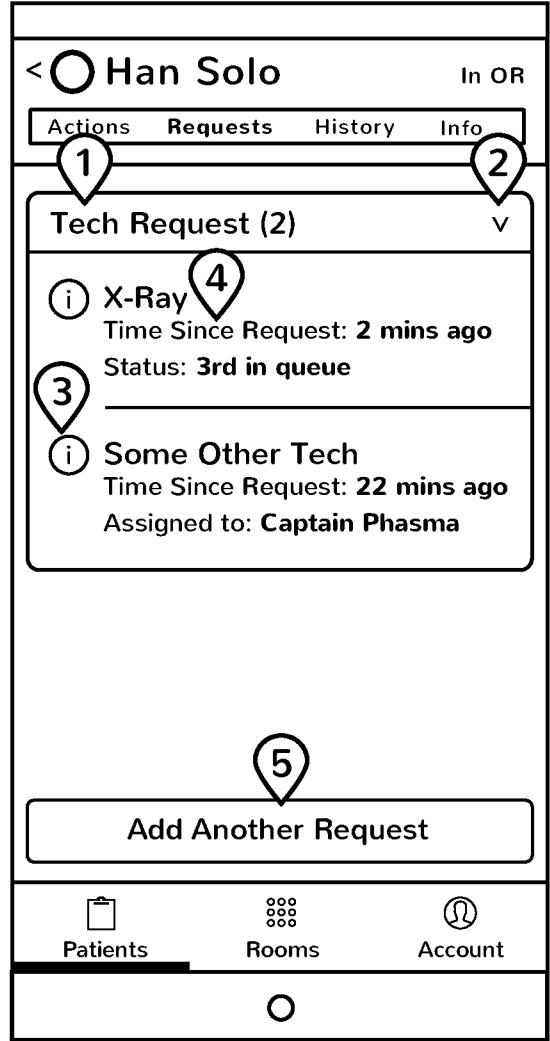 < Han Solo In OR
Actions Requests History Info
1 2
Tech Request (2) v
4
i X-Ray
Time Since Request: 2 mins ago
Status: 3rd in queue
3
i Some Other Tech
Time Since Request: 22 mins ago
Assigned to: Captain Phasma
5
Add Another Request
Patients Rooms Account